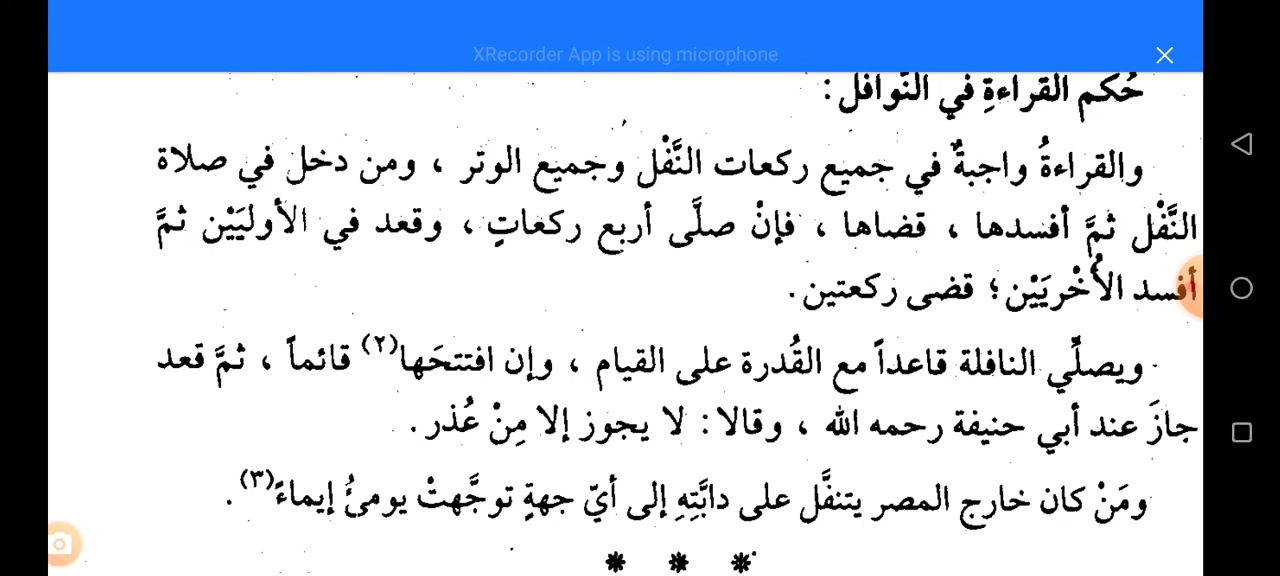 XRecorder App is using microphone
حُكم القراءةِ في النَّوافل :
والقراءةُ واجبةٌ في جميع ركعات النَّفْل وجميع الوتر ، ومن دخل في صلاة
النَّفْل ثمَّ أفسدها ، قضاها ، فإنْ صلَّى أربع ركعاتٍ ، وقعد في الأوليَيْن ثمَّ
أفسد الأُخْريَيْن ؛ قضى ركعتين .
ويصلِّي النافلة قاعداً مع القُدرة على القيام ، وإن افتتحَها(٢) قائماً ، ثمَّ قعد
جازَ عند أبي حنيفة رحمه الله ، وقالا : لا يجوز إلا مِنْ عُذر .
ومَنْ كان خارج المصر يتنفَّل على دابَّتِهِ إلى أيّ جهةٍ توجَّهتْ يومئُ إيماءً(٣) .
* * *